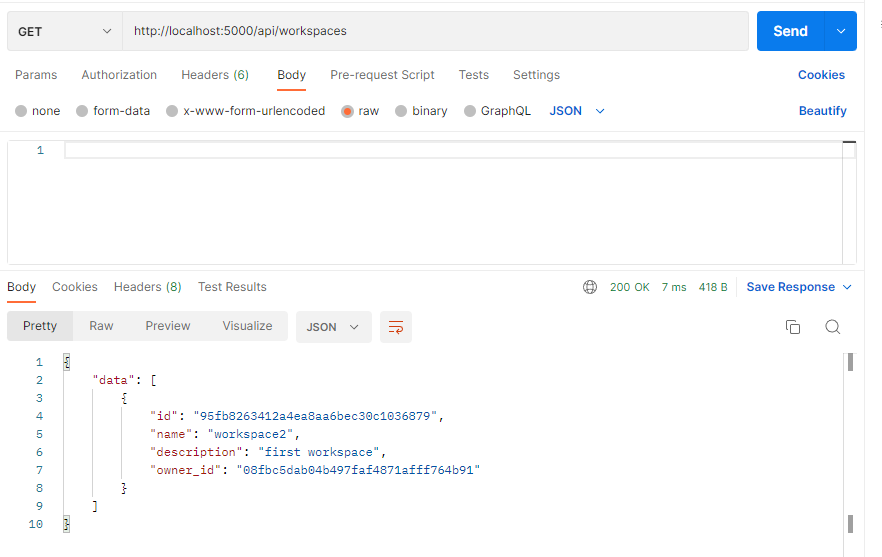 GET http://localhost:5000/api/workspaces Send
Params Authorization Headers (6) Body Pre-request Script Tests Settings Cookies
none form-data x-www-form-urlencoded raw binary GraphQL JSON Beautify
1
Body Cookies Headers (8) Test Results 200 OK 7 ms 418 B Save Response
Pretty Raw Preview Visualize JSON
1 {
2 "data": [
3 {
4 "id": "95fb8263412a4ea8aa6bec30c1036879",
5 "name": "workspace2",
6 "description": "first workspace",
7 "owner_id": "08fbc5dab04b497faf4871afff764b91"
8 }
9 ]
10 }